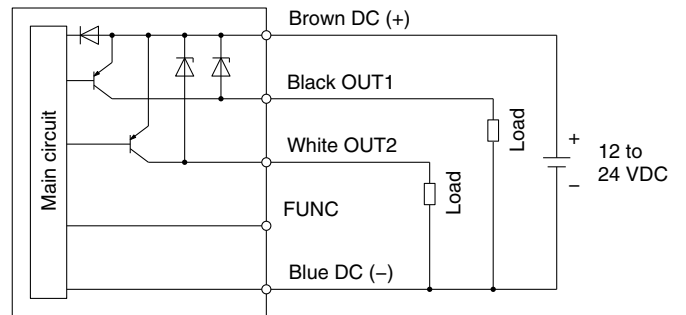 Brown DC (+)
Main circuit
Black OUT1
Load
+
12 to
24 VDC
−
White OUT2
Load
FUNC
Blue DC (−)